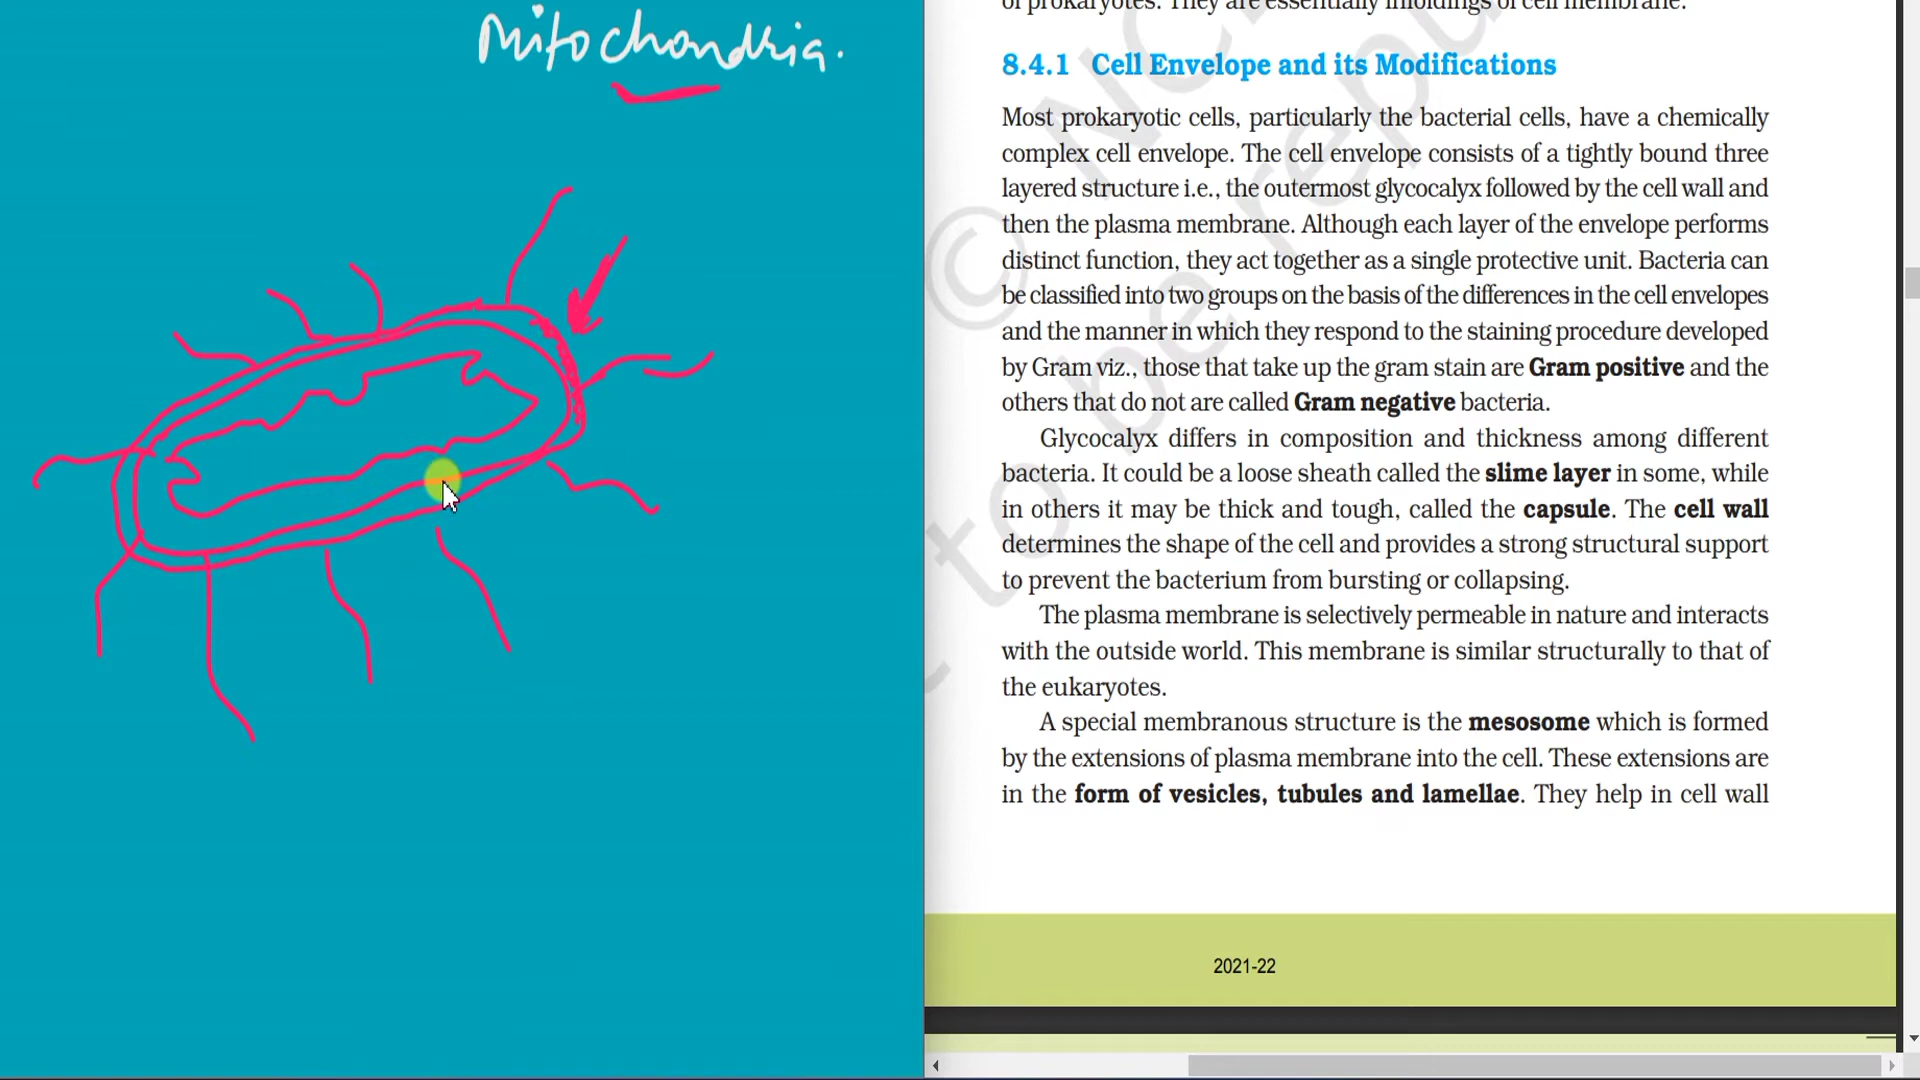 Mitochondria.
of prokaryotes. They are essentially infoldings of cell membrane.
8.4.1 Cell Envelope and its Modifications
Most prokaryotic cells, particularly the bacterial cells, have a chemically
complex cell envelope. The cell envelope consists of a tightly bound three
layered structure i.e., the outermost glycocalyx followed by the cell wall and
then the plasma membrane. Although each layer of the envelope performs
distinct function, they act together as a single protective unit. Bacteria can
be classified into two groups on the basis of the differences in the cell envelopes
and the manner in which they respond to the staining procedure developed
by Gram viz., those that take up the gram stain are Gram positive and the
others that do not are called Gram negative bacteria.
Glycocalyx differs in composition and thickness among different
bacteria. It could be a loose sheath called the slime layer in some, while
in others it may be thick and tough, called the capsule. The cell wall
determines the shape of the cell and provides a strong structural support
to prevent the bacterium from bursting or collapsing.
The plasma membrane is selectively permeable in nature and interacts
with the outside world. This membrane is similar structurally to that of
the eukaryotes.
A special membranous structure is the mesosome which is formed
by the extensions of plasma membrane into the cell. These extensions are
in the form of vesicles, tubules and lamellae. They help in cell wall
2021-22